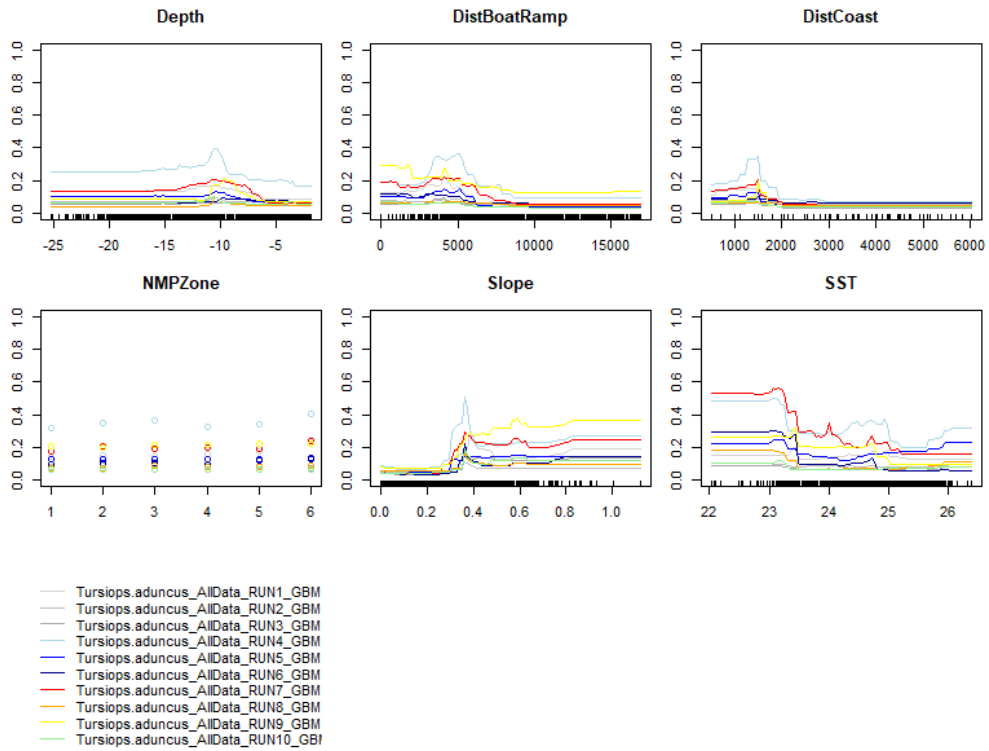 Depth DistBoatRamp DistCoast
0.0 0.2 0.4 0.6 0.8 1.0
-25 -20 -15 -10 -5
0.0 0.2 0.4 0.6 0.8 1.0
0 5000 10000 15000
0.0 0.2 0.4 0.6 0.8 1.0
1000 2000 3000 4000 5000 6000
NMPZone Slope SST
0.0 0.2 0.4 0.6 0.8 1.0
1 2 3 4 5 6
0.0 0.2 0.4 0.6 0.8 1.0
0.0 0.2 0.4 0.6 0.8 1.0
0.0 0.2 0.4 0.6 0.8 1.0
22 23 24 25 26
Tursiops.aduncus_AllData_RUN1_GBM
Tursiops.aduncus_AllData_RUN2_GBM
Tursiops.aduncus_AllData_RUN3_GBM
Tursiops.aduncus_AllData_RUN4_GBM
Tursiops.aduncus_AllData_RUN5_GBM
Tursiops.aduncus_AllData_RUN6_GBM
Tursiops.aduncus_AllData_RUN7_GBM
Tursiops.aduncus_AllData_RUN8_GBM
Tursiops.aduncus_AllData_RUN9_GBM
Tursiops.aduncus_AllData_RUN10_GB